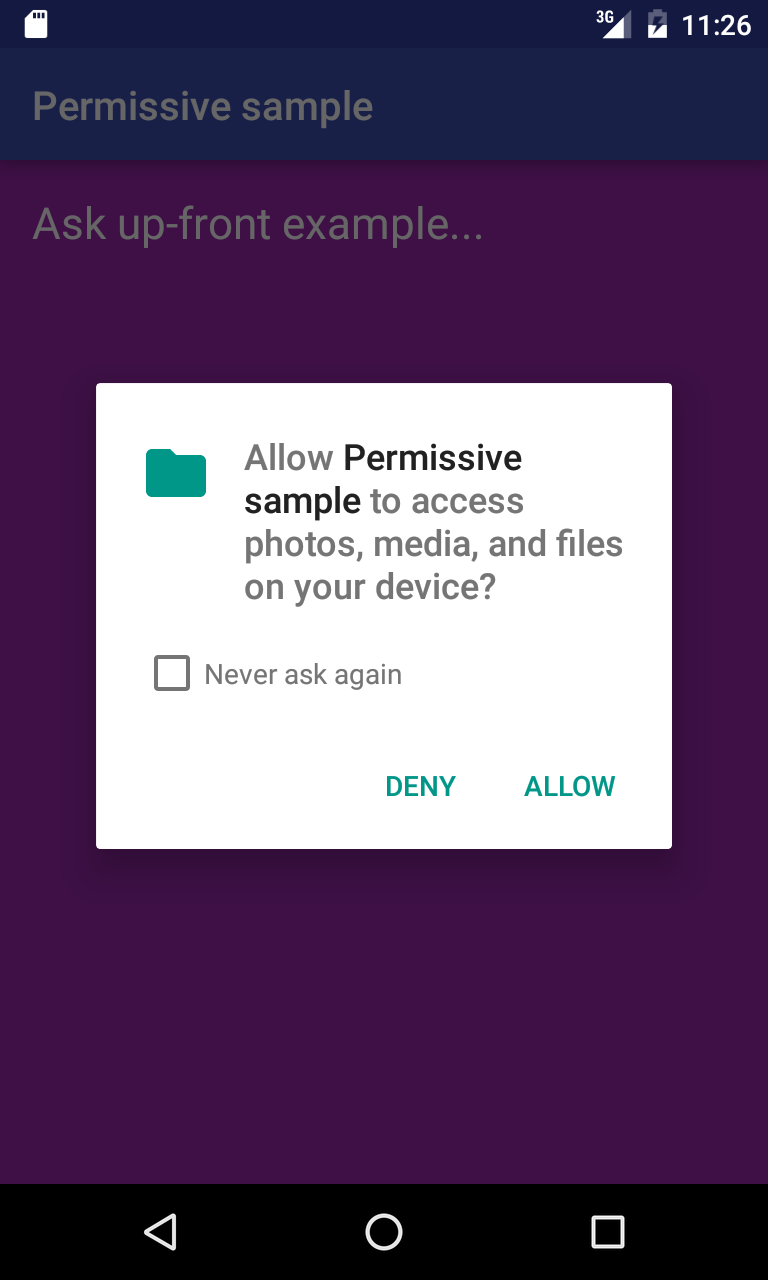 3G 11:26
Permissive sample
Ask up-front example...
Allow Permissive
sample to access
photos, media, and files
on your device?
Never ask again
DENY ALLOW